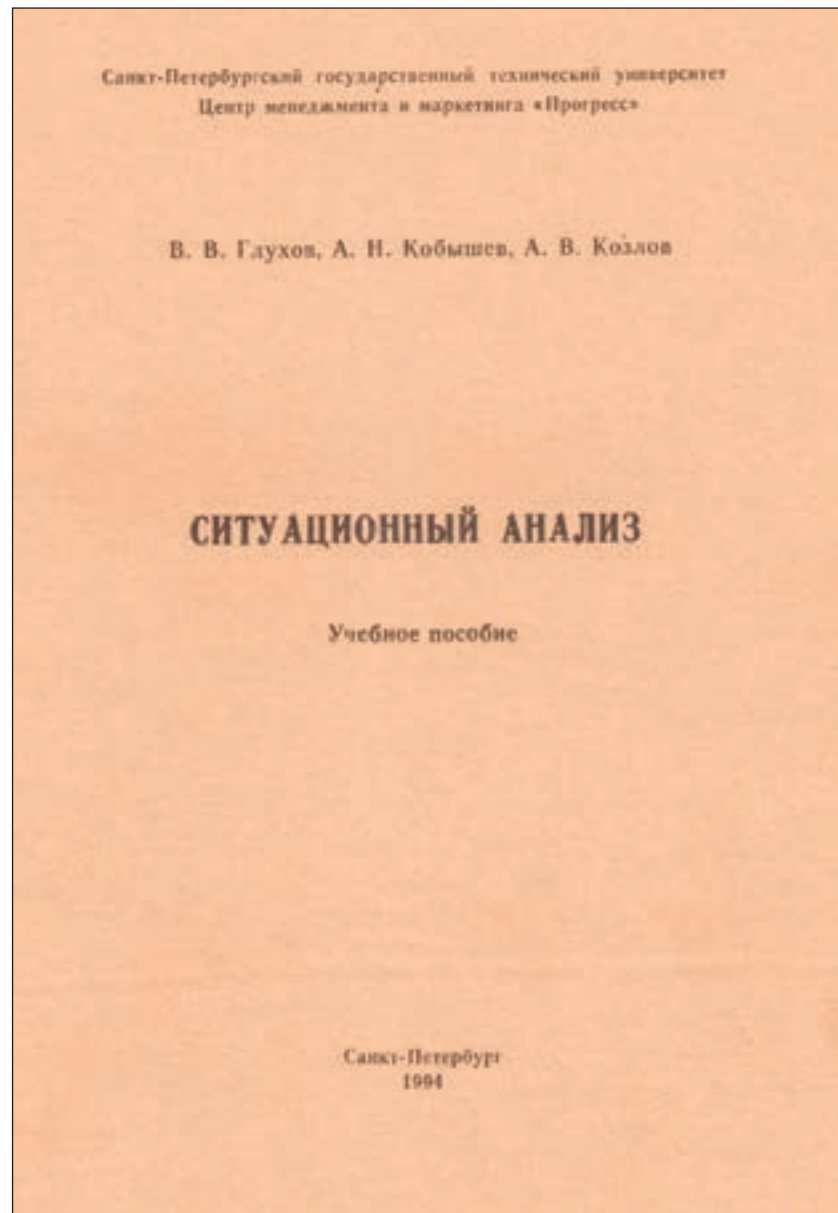 Санкт-Петербургский государственный технический университет
Центр менеджмента и маркетинга «Прогресс»
В. В. Глухов, А. Н. Кобышев, А. В. Козлов
СИТУАЦИОННЫЙ АНАЛИЗ
Учебное пособие
Санкт-Петербург
1994